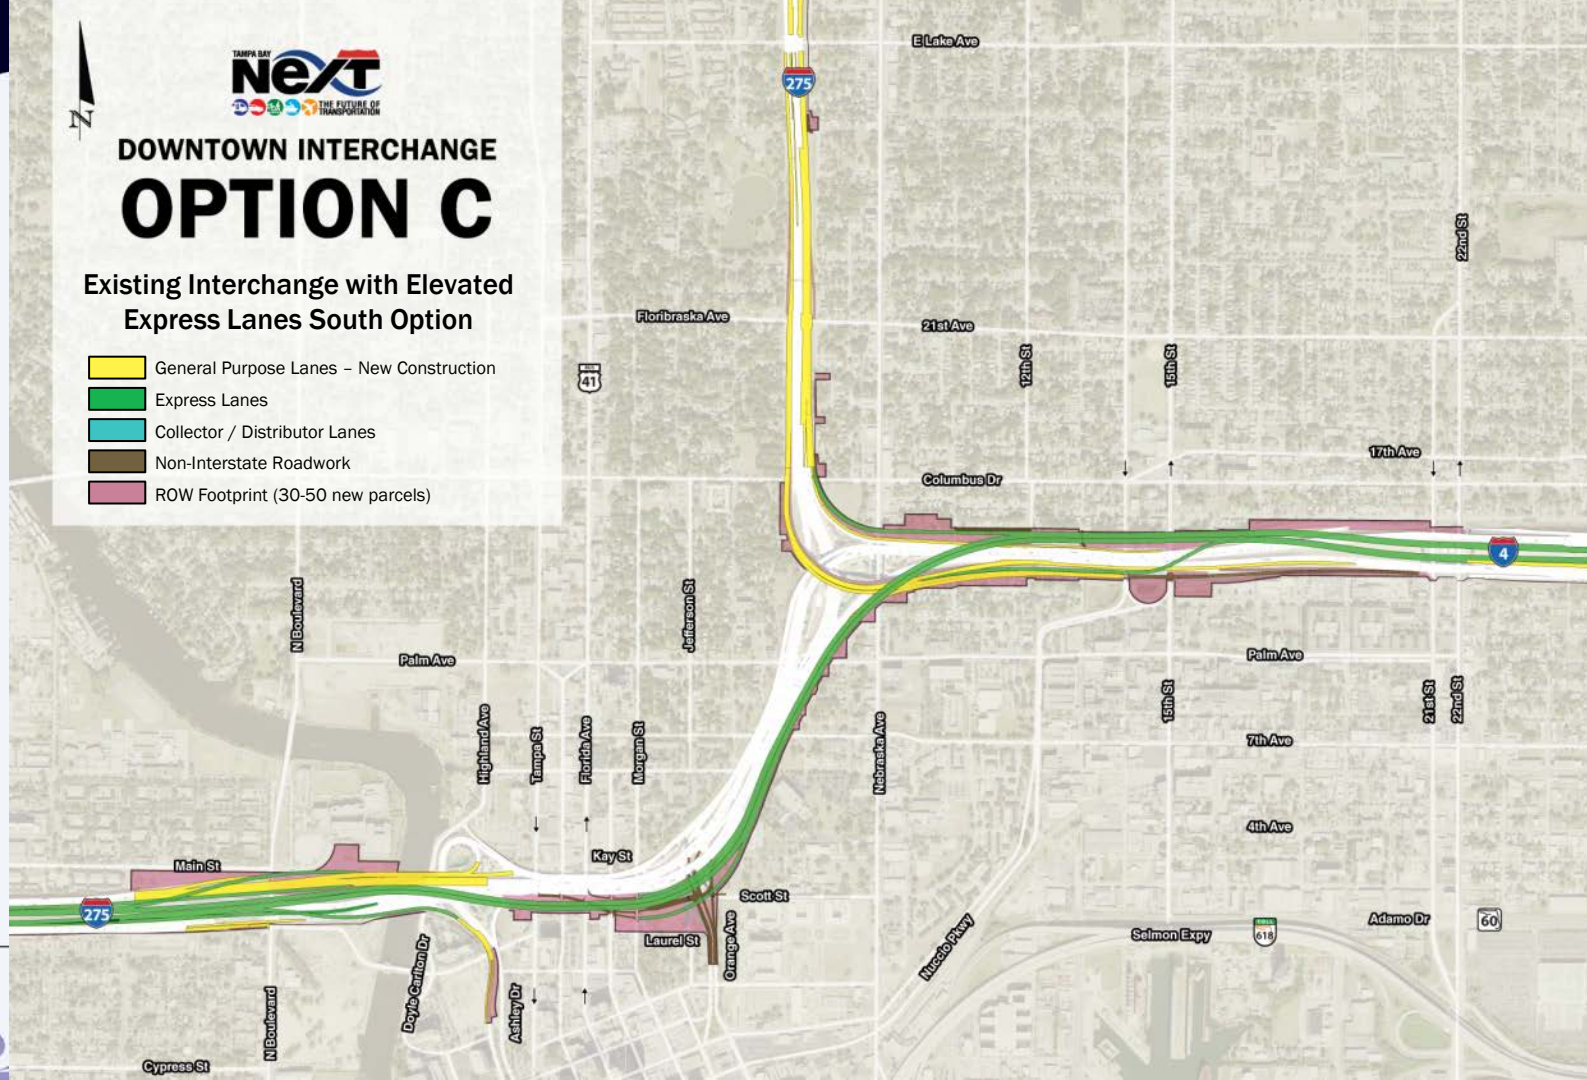 TAMPA BAY
NexT
THE FUTURE OF
TRANSPORTATION
N
DOWNTOWN INTERCHANGE
OPTION C
Existing Interchange with Elevated
Express Lanes South Option
General Purpose Lanes – New Construction
Express Lanes
Collector / Distributor Lanes
Non-Interstate Roadwork
ROW Footprint (30-50 new parcels)
E Lake Ave
275
22nd St
Floribraska Ave
21st Ave
41
12th St
15th St
17th Ave
Columbus Dr
4
N Boulevard
Jefferson St
Palm Ave
Palm Ave
15th St
21st St
22nd St
Highland Ave
Tampa St
Florida Ave
Morgan St
Nebraska Ave
7th Ave
4th Ave
Kay St
Main St
Scott St
275
Laurel St
Orange Ave
Nuccio Pkwy
Selmon Expy
TOLL
618
Adamo Dr
60
Doyle Carlton Dr
Ashley Dr
N Boulevard
Cypress St